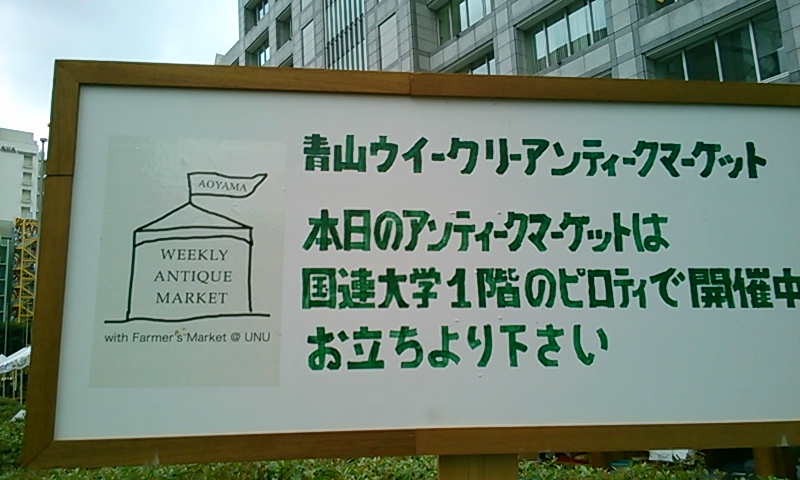 AOYAMA
WEEKLY
ANTIQUE
MARKET
with Farmer's Market @ UNU
青山ウイークリーアンティークマーケット
本日のアンティークマーケットは
国連大学1階のピロティで開催中
お立ちより下さい